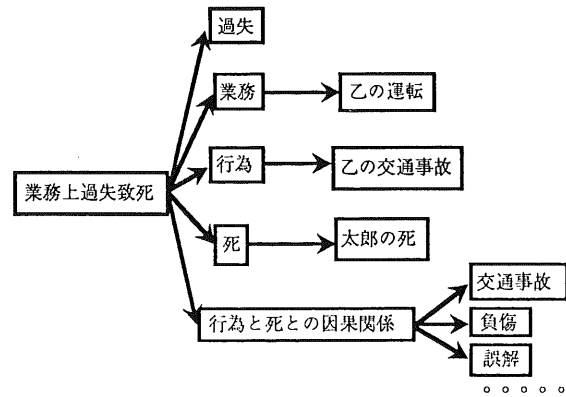 過失
業務
乙の運転
行為
乙の交通事故
業務上過失致死
死
太郎の死
行為と死との因果関係
交通事故
負傷
誤解
。。。。。